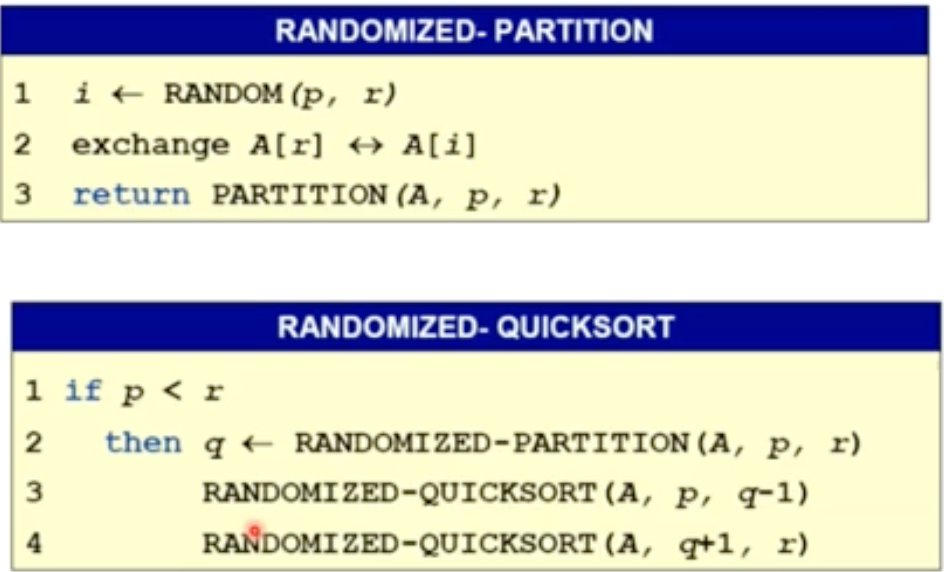 RANDOMIZED- PARTITION
1 i ← RANDOM(p, r)
2 exchange A[r] ↔ A[i]
3 return PARTITION(A, p, r)
RANDOMIZED- QUICKSORT
1 if p < r
2 then q ← RANDOMIZED-PARTITION(A, p, r)
3 RANDOMIZED-QUICKSORT(A, p, q-1)
4 RANDOMIZED-QUICKSORT(A, q+1, r)